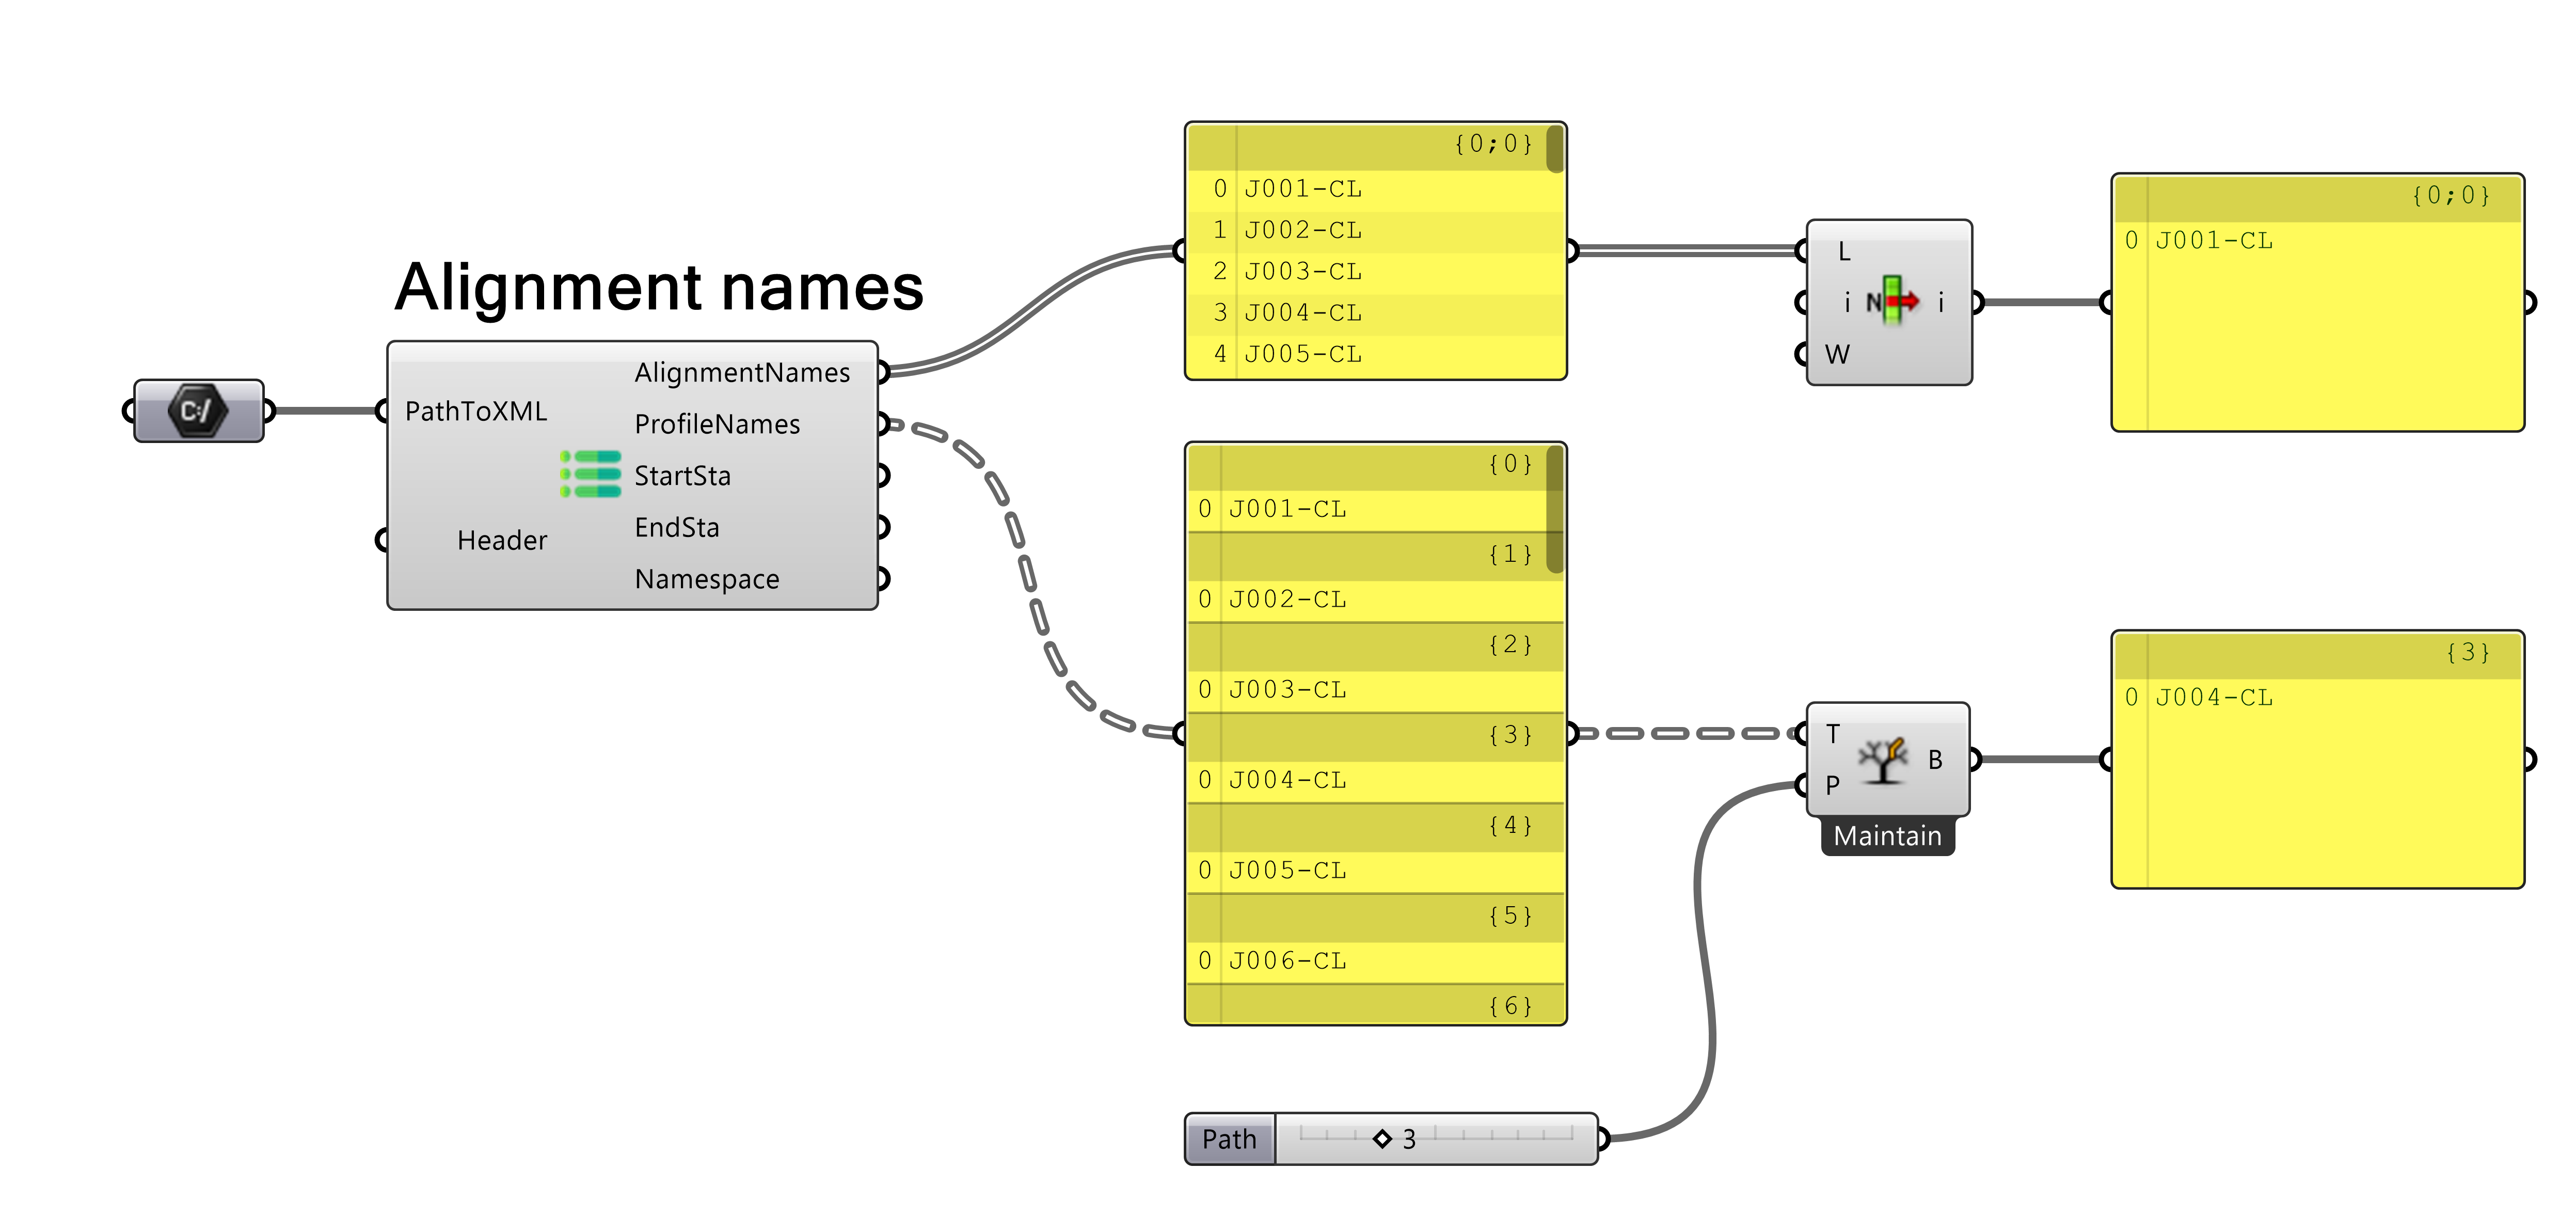 Alignment names
C:/
PathToXML
Header
AlignmentNames
ProfileNames
StartSta
EndSta
Namespace
{0;0}
0 J001-CL
1 J002-CL
2 J003-CL
3 J004-CL
4 J005-CL
L
i
W
N
i
{0;0}
0 J001-CL
{0}
0 J001-CL
{1}
0 J002-CL
{2}
0 J003-CL
{3}
0 J004-CL
{4}
0 J005-CL
{5}
0 J006-CL
{6}
T
P
B
Maintain
{3}
0 J004-CL
Path
3